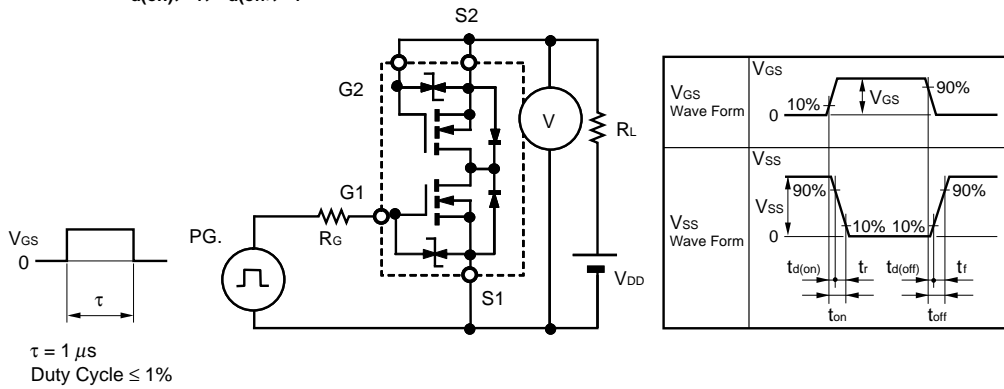 S2
G2
G1
RG
PG.
VGS
0
τ
τ = 1 μs
Duty Cycle ≤ 1%
V
RL
VDD
S1
VGS
Wave Form
VGS
10%
0
VGS
90%
VSS
Wave Form
VSS
90%
VSS
0
10%
10%
90%
td(on)
tr
td(off)
tf
ton
toff